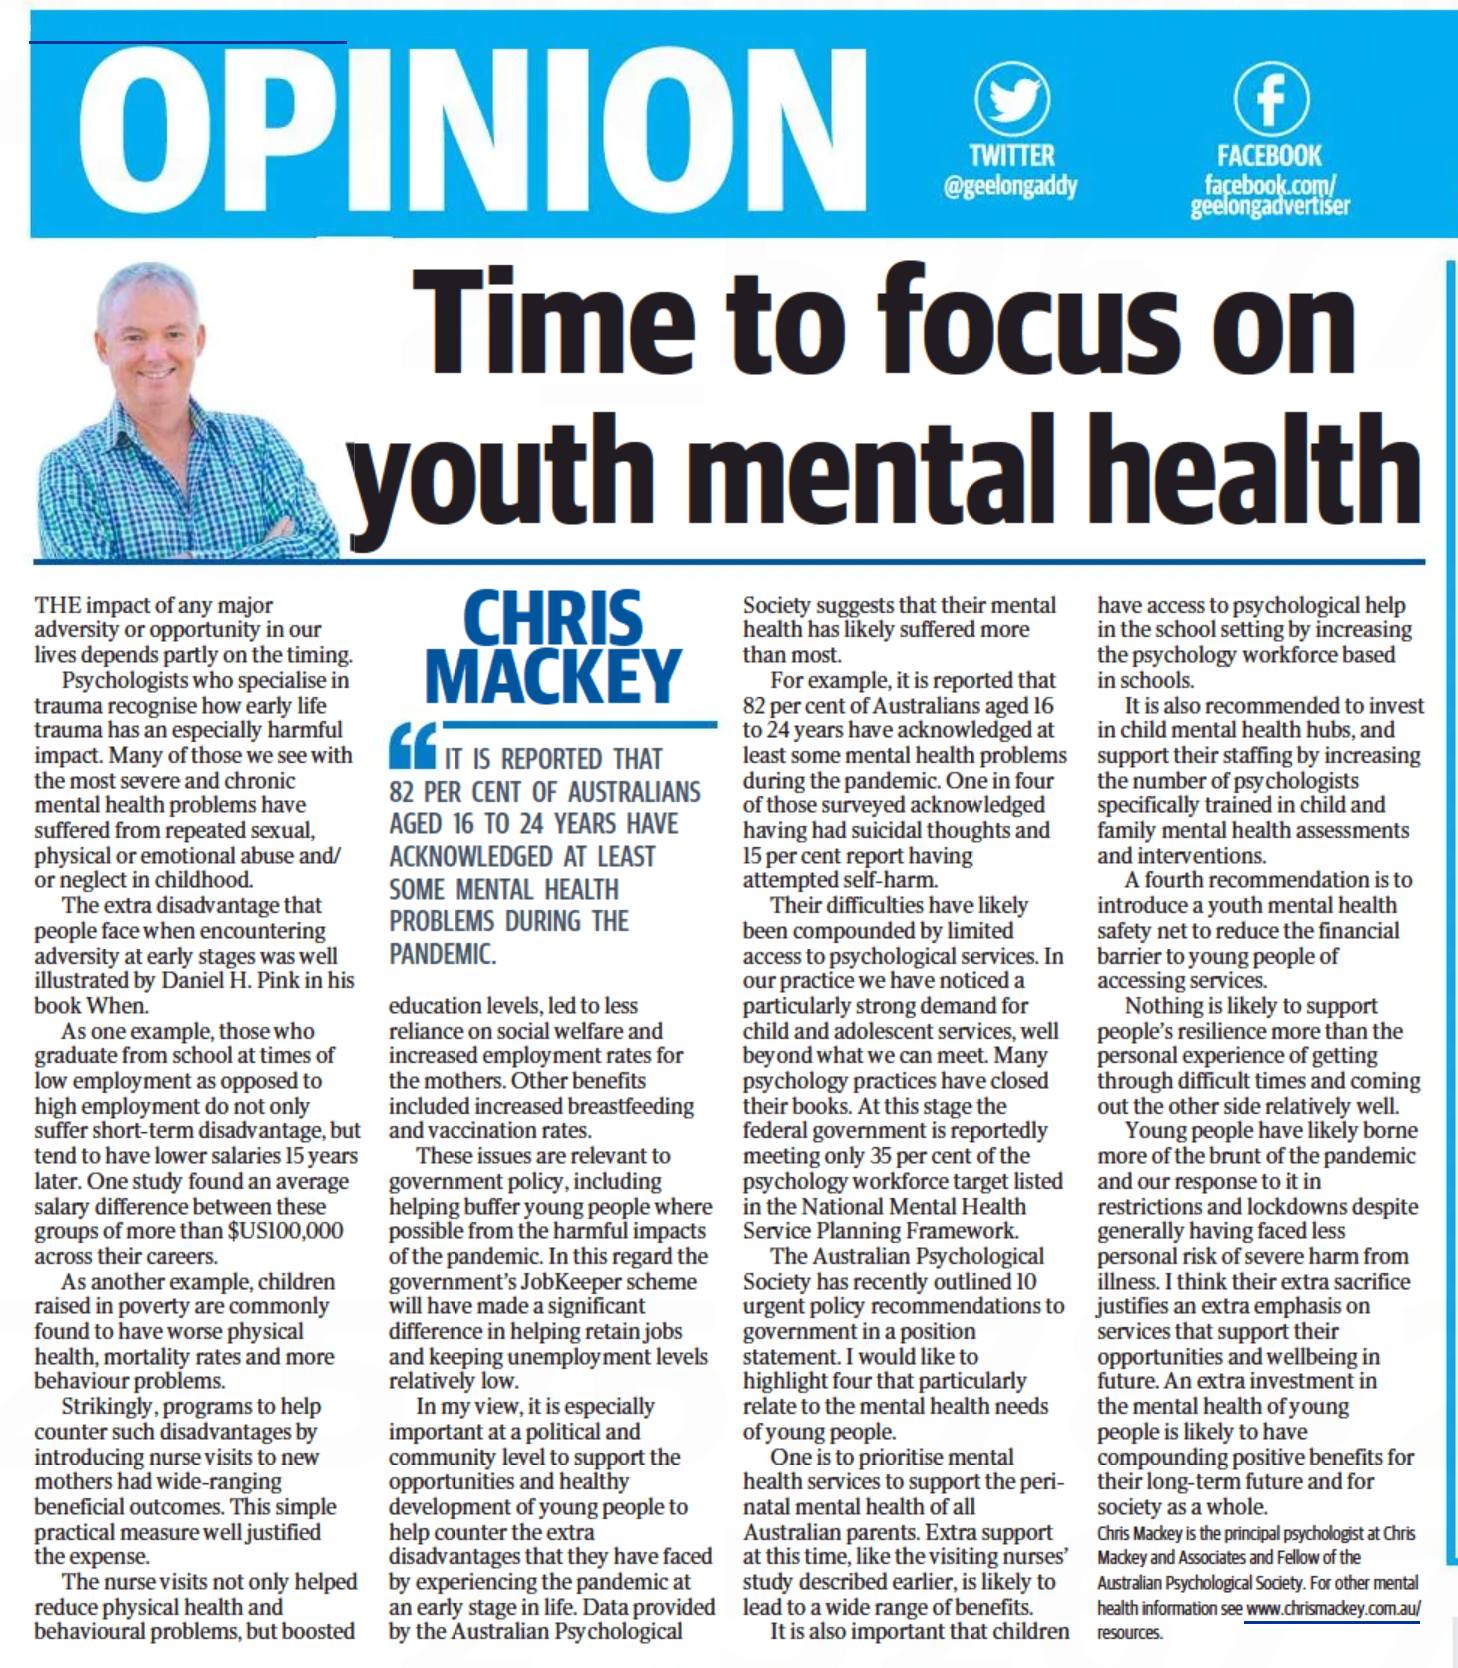 OPINION
TWITTER
@geelongaddy
FACEBOOK
facebook.com/
geelongadvertiser
Time to focus on
youth mental health
THE impact of any major
adversity or opportunity in our
lives depends partly on the timing.
Psychologists who specialise in
trauma recognise how early life
trauma has an especially harmful
impact. Many of those we see with
the most severe and chronic
mental health problems have
suffered from repeated sexual,
physical or emotional abuse and/
or neglect in childhood.
The extra disadvantage that
people face when encountering
adversity at early stages was well
illustrated by Daniel H. Pink in his
book When.
As one example, those who
graduate from school at times of
low employment as opposed to
high employment do not only
suffer short-term disadvantage, but
tend to have lower salaries 15 years
later. One study found an average
salary difference between these
groups of more than $US100,000
across their careers.
As another example, children
raised in poverty are commonly
found to have worse physical
health, mortality rates and more
behaviour problems.
Strikingly, programs to help
counter such disadvantages by
introducing nurse visits to new
mothers had wide-ranging
beneficial outcomes. This simple
practical measure well justified
the expense.
The nurse visits not only helped
reduce physical health and
behavioural problems, but boosted
CHRIS
MACKEY
“ IT IS REPORTED THAT
82 PER CENT OF AUSTRALIANS
AGED 16 TO 24 YEARS HAVE
ACKNOWLEDGED AT LEAST
SOME MENTAL HEALTH
PROBLEMS DURING THE
PANDEMIC.
education levels, led to less
reliance on social welfare and
increased employment rates for
the mothers. Other benefits
included increased breastfeeding
and vaccination rates.
These issues are relevant to
government policy, including
helping buffer young people where
possible from the harmful impacts
of the pandemic. In this regard the
government's JobKeeper scheme
will have made a significant
difference in helping retain jobs
and keeping unemployment levels
relatively low.
In my view, it is especially
important at a political and
community level to support the
opportunities and healthy
development of young people to
help counter the extra
disadvantages that they have faced
by experiencing the pandemic at
an early stage in life. Data provided
by the Australian Psychological
Society suggests that their mental
health has likely suffered more
than most.
For example, it is reported that
82 per cent of Australians aged 16
to 24 years have acknowledged at
least some mental health problems
during the pandemic. One in four
of those surveyed acknowledged
having had suicidal thoughts and
15 per cent report having
attempted self-harm.
Their difficulties have likely
been compounded by limited
access to psychological services. In
our practice we have noticed a
particularly strong demand for
child and adolescent services, well
beyond what we can meet. Many
psychology practices have closed
their books. At this stage the
federal government is reportedly
meeting only 35 per cent of the
psychology workforce target listed
in the National Mental Health
Service Planning Framework.
The Australian Psychological
Society has recently outlined 10
urgent policy recommendations to
government in a position
statement. I would like to
highlight four that particularly
relate to the mental health needs
of young people.
One is to prioritise mental
health services to support the peri-
natal mental health of all
Australian parents. Extra support
at this time, like the visiting nurses'
study described earlier, is likely to
lead to a wide range of benefits.
It is also important that children
have access to psychological help
in the school setting by increasing
the psychology workforce based
in schools.
It is also recommended to invest
in child mental health hubs, and
support their staffing by increasing
the number of psychologists
specifically trained in child and
family mental health assessments
and interventions.
A fourth recommendation is to
introduce a youth mental health
safety net to reduce the financial
barrier to young people of
accessing services.
Nothing is likely to support
people's resilience more than the
personal experience of getting
through difficult times and coming
out the other side relatively well.
Young people have likely borne
more of the brunt of the pandemic
and our response to it in
restrictions and lockdowns despite
generally having faced less
personal risk of severe harm from
illness. I think their extra sacrifice
justifies an extra emphasis on
services that support their
opportunities and wellbeing in
future. An extra investment in
the mental health of young
people is likely to have
compounding positive benefits for
their long-term future and for
society as a whole.
Chris Mackey is the principal psychologist at Chris
Mackey and Associates and Fellow of the
Australian Psychological Society. For other mental
health information see www.chrismackey.com.au/
resources.